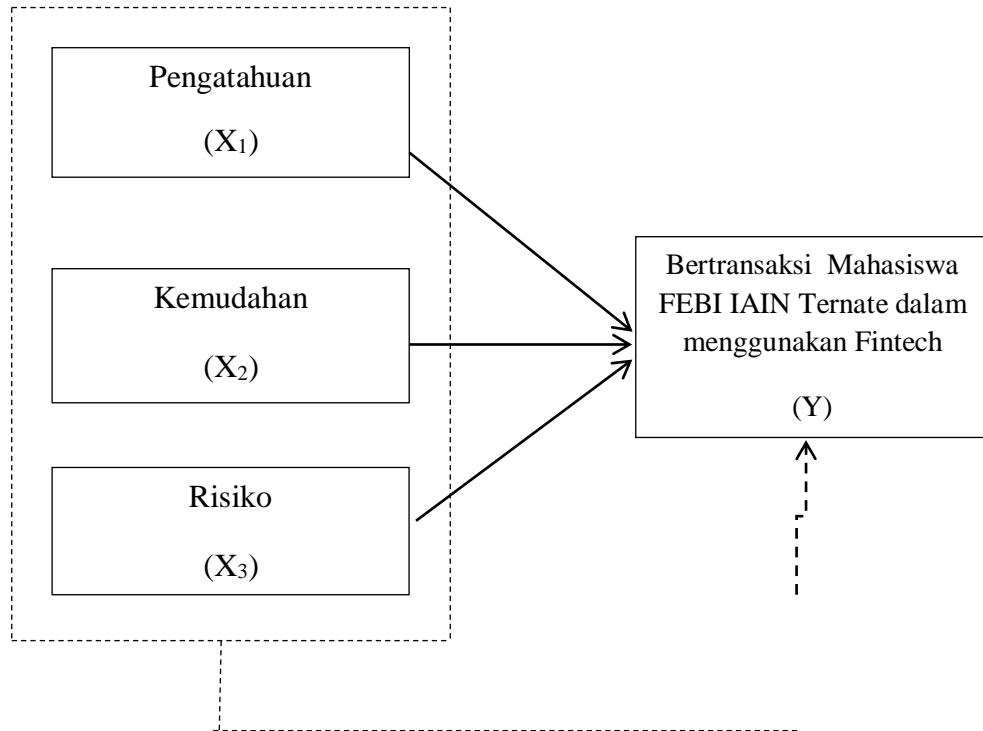 Pengatahuan
(X₁)
Kemudahan
(X₂)
Risiko
(X₃)
Bertransaksi Mahasiswa
FEBI IAIN Ternate dalam
menggunakan Fintech
(Y)